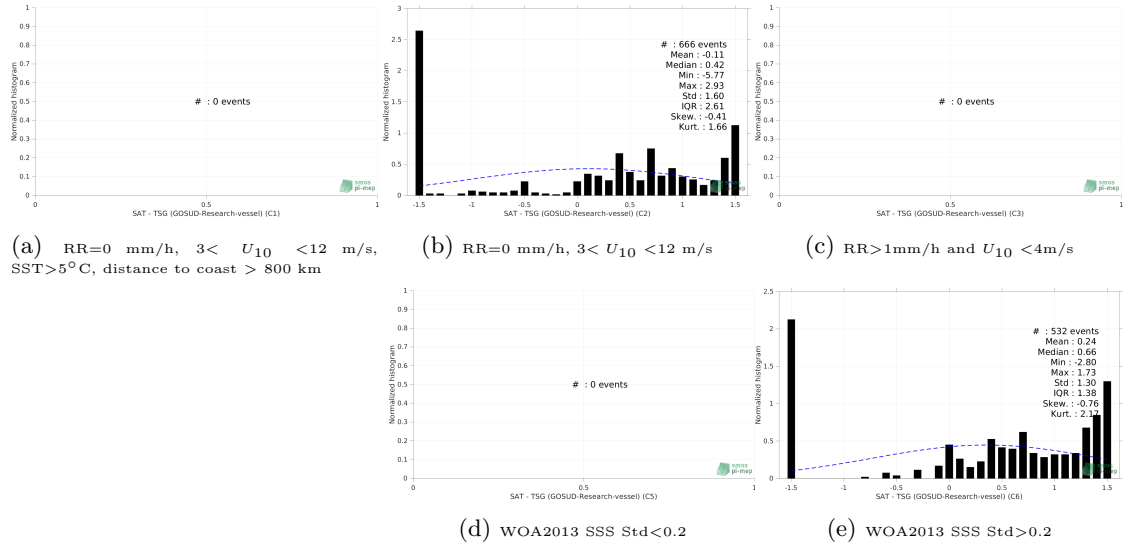 1
0.9
0.8
0.7
0.6
0.5
0.4
0.3
0.2
0.1
0
Normalized histogram
# : 0 events
smos
pi-mep
0 0.5 1
SAT - TSG (GOSUD-Research-vessel) (C1)
(a) RR=0 mm/h, 3< U10 <12 m/s,
SST>5°C, distance to coast > 800 km
3
2.5
2
1.5
1
0.5
0
Normalized histogram
# : 666 events
Mean : -0.11
Median : 0.42
Min : -5.77
Max : 2.93
Std : 1.60
IQR : 2.61
Skew. : -0.41
Kurt. : 1.66
smos
pi-mep
-1.5 -1 -0.5 0 0.5 1 1.5
SAT - TSG (GOSUD-Research-vessel) (C2)
(b) RR=0 mm/h, 3< U10 <12 m/s
1
0.9
0.8
0.7
0.6
0.5
0.4
0.3
0.2
0.1
0
Normalized histogram
# : 0 events
smos
pi-mep
0 0.5 1
SAT - TSG (GOSUD-Research-vessel) (C3)
(c) RR>1mm/h and U10 <4m/s
1
0.9
0.8
0.7
0.6
0.5
0.4
0.3
0.2
0.1
0
Normalized histogram
# : 0 events
smos
pi-mep
0 0.5 1
SAT - TSG (GOSUD-Research-vessel) (C5)
(d) WOA2013 SSS Std<0.2
2.5
2
1.5
1
0.5
0
Normalized histogram
# : 532 events
Mean : 0.24
Median : 0.66
Min : -2.80
Max : 1.73
Std : 1.30
IQR : 1.38
Skew. : -0.76
Kurt. : 2.17
smos
pi-mep
-1.5 -1 -0.5 0 0.5 1 1.5
SAT - TSG (GOSUD-Research-vessel) (C6)
(e) WOA2013 SSS Std>0.2